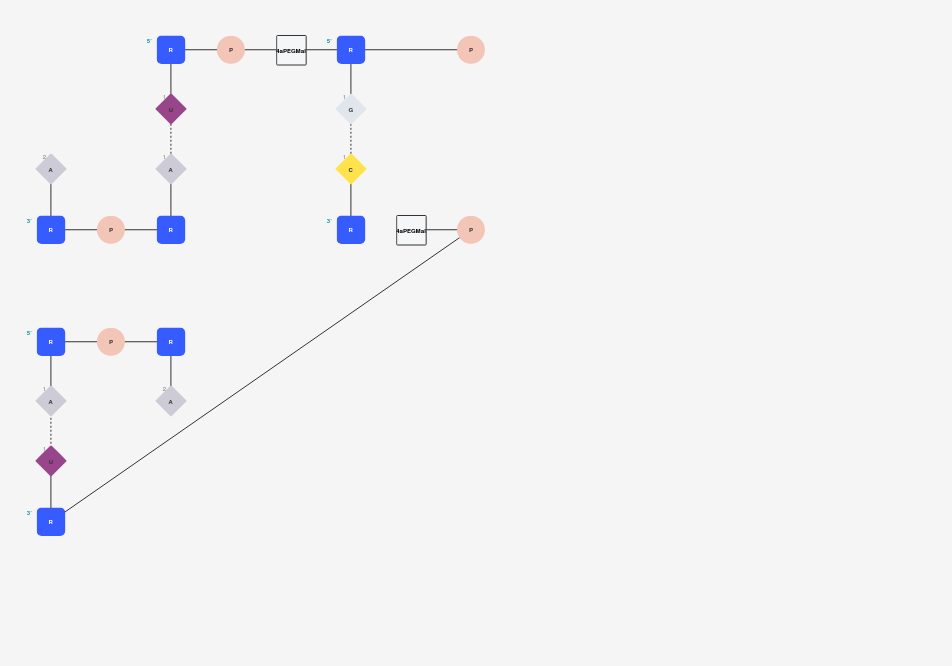 5' R P 4aPEGMal 5' R P
1 U 1 G
2 A 1 A 1 C
3' R P R 3' R 4aPEGMal P
5' R P R
1 A 2 A
U
3' R